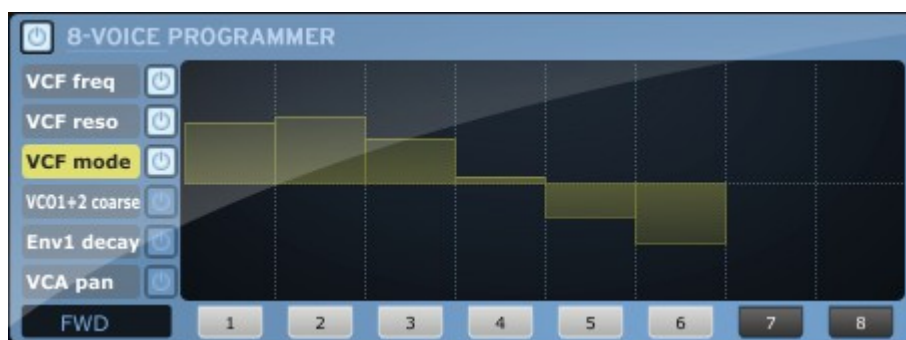 8-VOICE PROGRAMMER
VCF freq
VCF reso
VCF mode
VCO1+2 coarse
Env1 decay
VCA pan
FWD 1 2 3 4 5 6 7 8